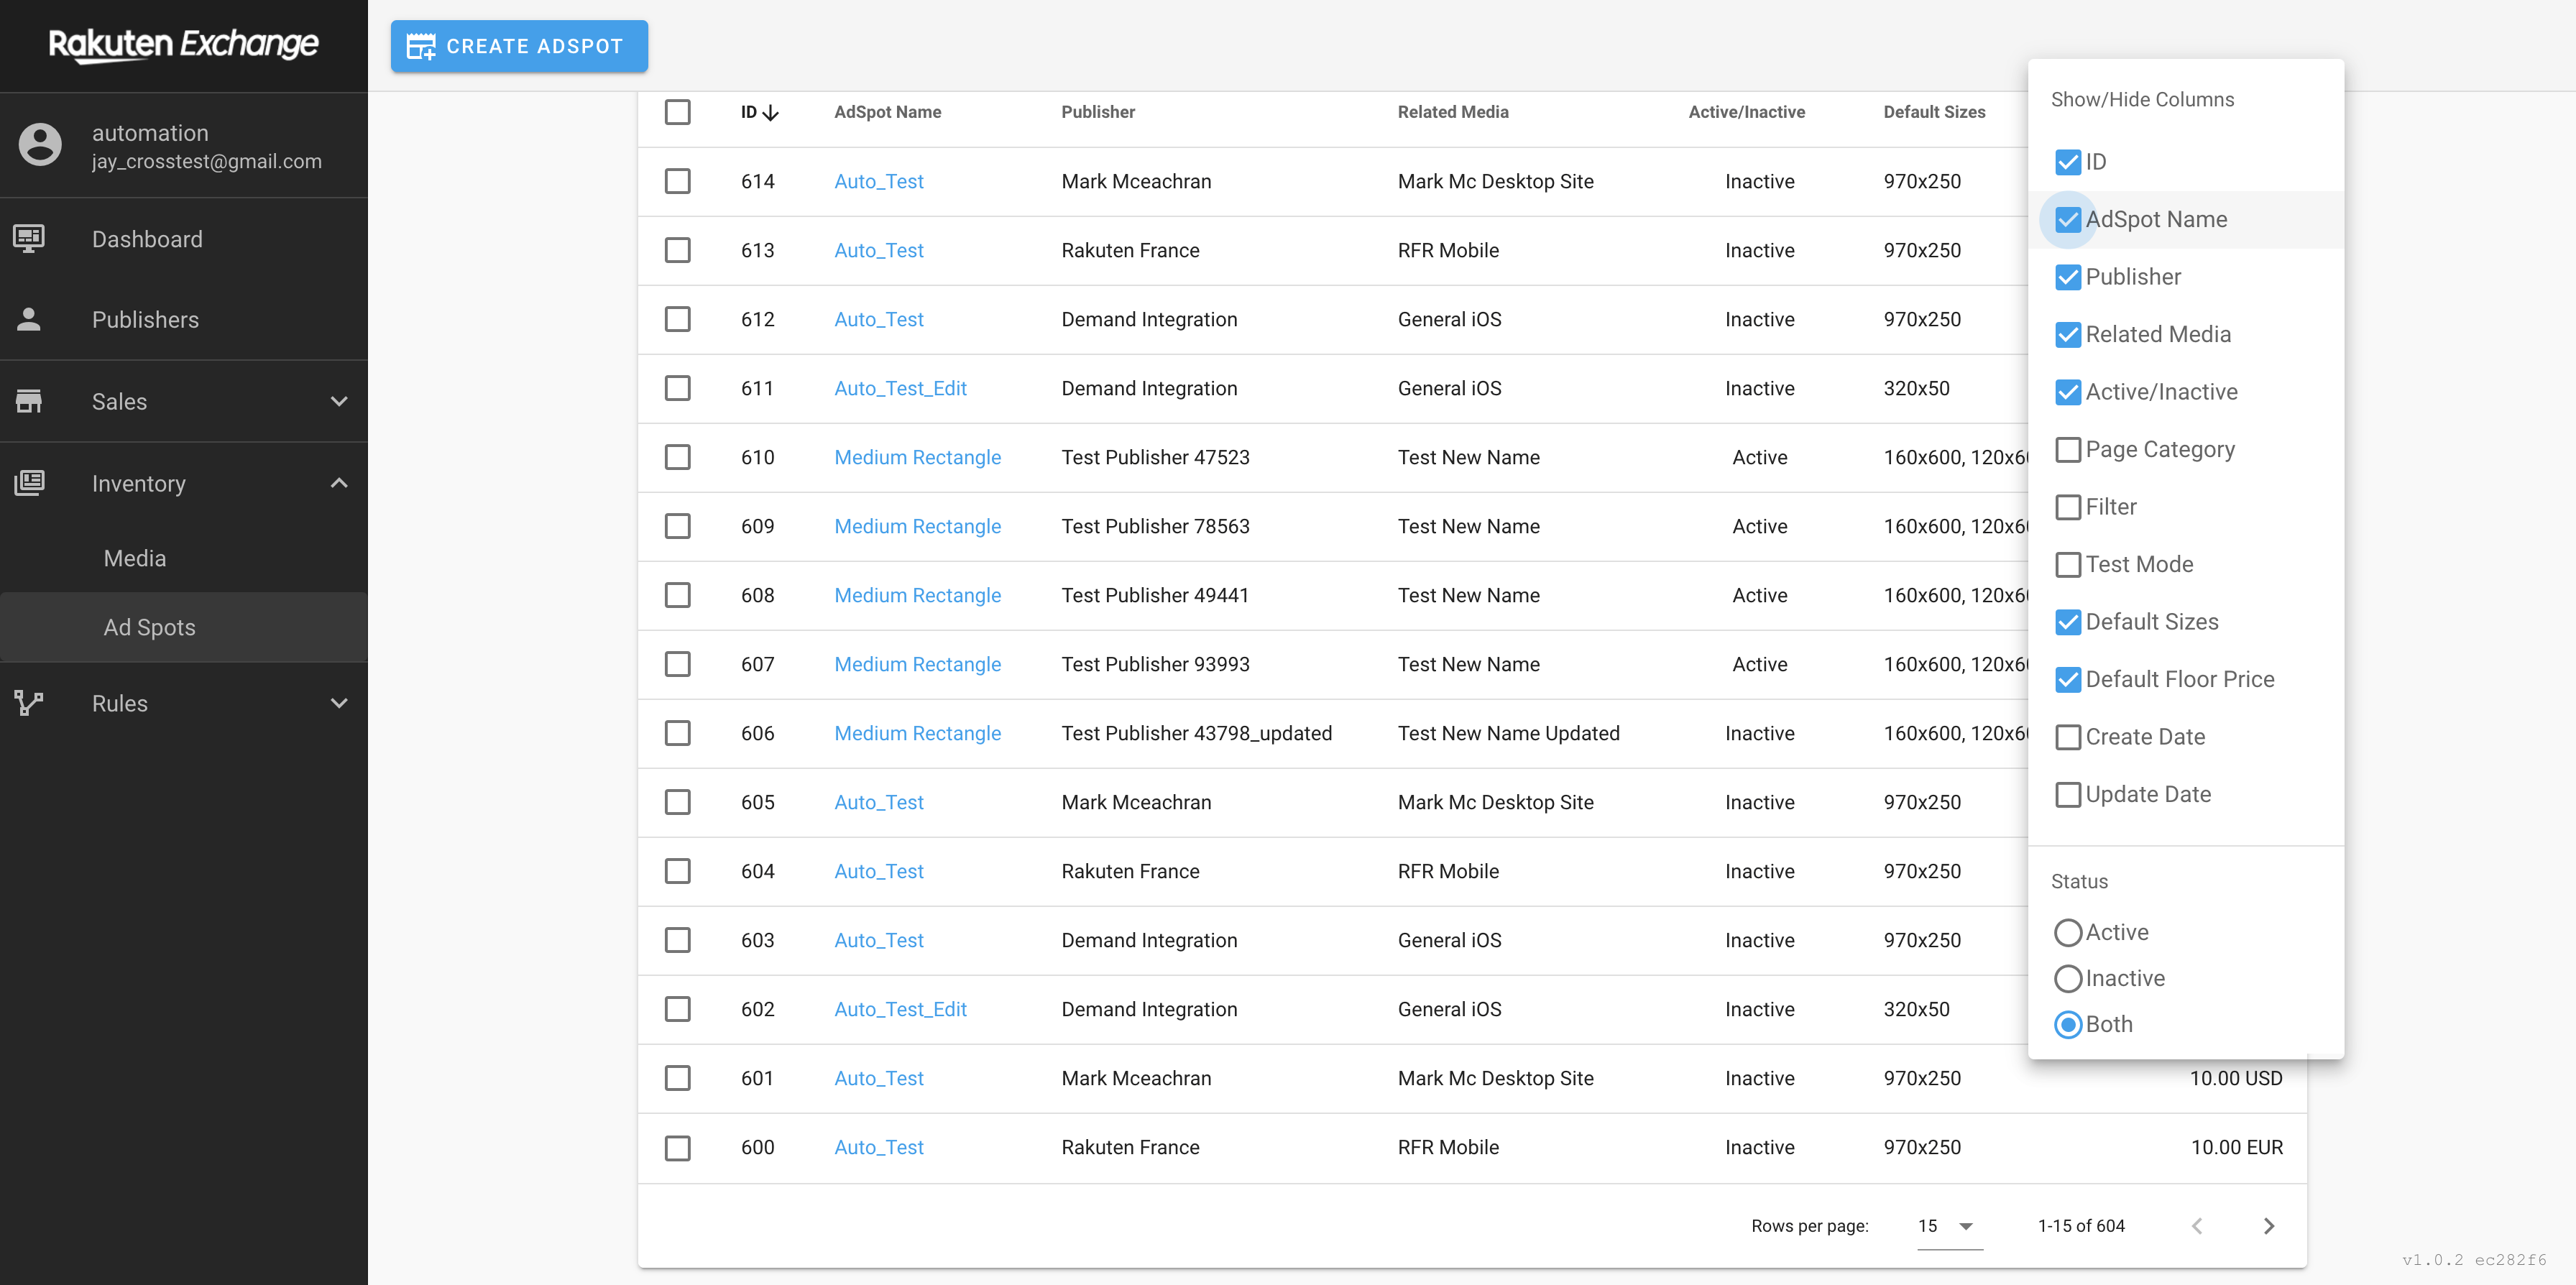 Rakuten Exchange
automation
jay_crosstest@gmail.com
Dashboard
Publishers
Sales
Inventory
Media
Ad Spots
Rules
CREATE ADSPOT
ID AdSpot Name Publisher Related Media Active/Inactive Default Sizes
614 Auto_Test Mark Mceachran Mark Mc Desktop Site Inactive 970x250
613 Auto_Test Rakuten France RFR Mobile Inactive 970x250
612 Auto_Test Demand Integration General iOS Inactive 970x250
611 Auto_Test_Edit Demand Integration General iOS Inactive 320x50
610 Medium Rectangle Test Publisher 47523 Test New Name Active 160x600, 120x60
609 Medium Rectangle Test Publisher 78563 Test New Name Active 160x600, 120x60
608 Medium Rectangle Test Publisher 49441 Test New Name Active 160x600, 120x60
607 Medium Rectangle Test Publisher 93993 Test New Name Active 160x600, 120x60
606 Medium Rectangle Test Publisher 43798_updated Test New Name Updated Inactive 160x600, 120x60
605 Auto_Test Mark Mceachran Mark Mc Desktop Site Inactive 970x250
604 Auto_Test Rakuten France RFR Mobile Inactive 970x250
603 Auto_Test Demand Integration General iOS Inactive 970x250
602 Auto_Test_Edit Demand Integration General iOS Inactive 320x50
601 Auto_Test Mark Mceachran Mark Mc Desktop Site Inactive 970x250 10.00 USD
600 Auto_Test Rakuten France RFR Mobile Inactive 970x250 10.00 EUR
Rows per page: 15 1-15 of 604
Show/Hide Columns
ID
AdSpot Name
Publisher
Related Media
Active/Inactive
Page Category
Filter
Test Mode
Default Sizes
Default Floor Price
Create Date
Update Date
Status
Active
Inactive
Both
v1.0.2 ec282f6